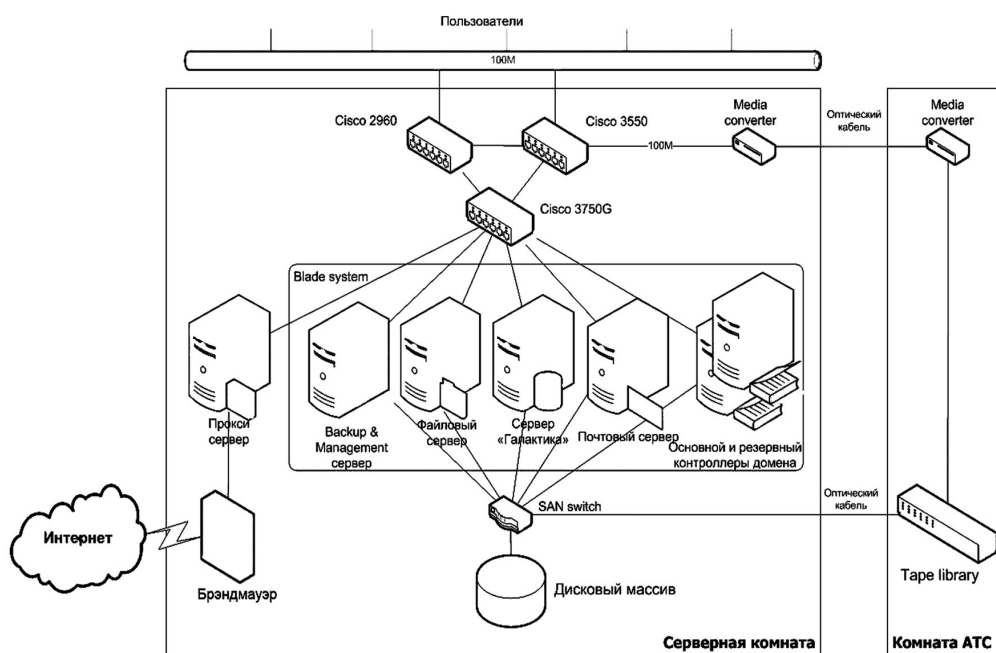 Пользователи
100M
Cisco 2960
Cisco 3550
Media
converter
Оптический
кабель
Media
converter
100M
Cisco 3750G
Blade system
Прокси
сервер
Backup &
Management
сервер
Файловый
сервер
Сервер
«Галактика»
Почтовый сервер
Основной и резервный
контроллеры домена
SAN switch
Оптический
кабель
Интернет
Брэндмауэр
Дисковый массив
Tape library
Серверная комната
Комната АТС